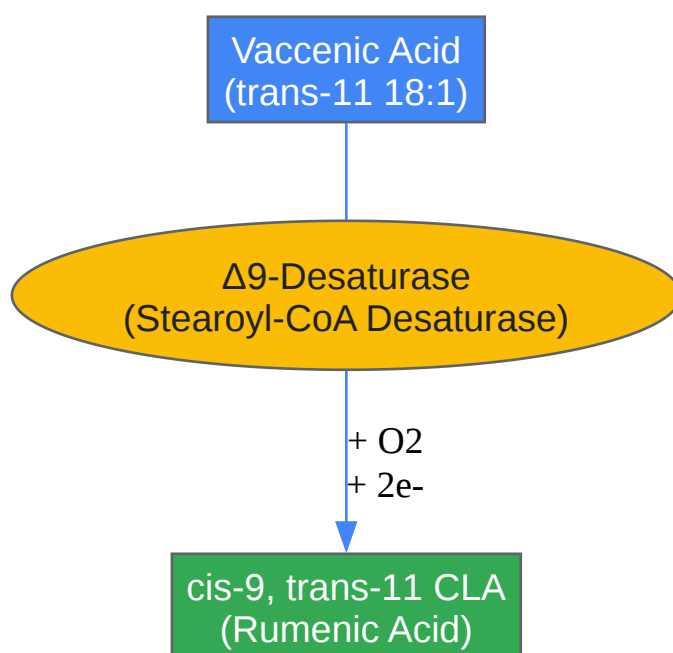 Vaccenic Acid
(trans-11 18:1)
Δ9-Desaturase
(Stearoyl-CoA Desaturase)
+ O2
+ 2e-
cis-9, trans-11 CLA
(Rumenic Acid)